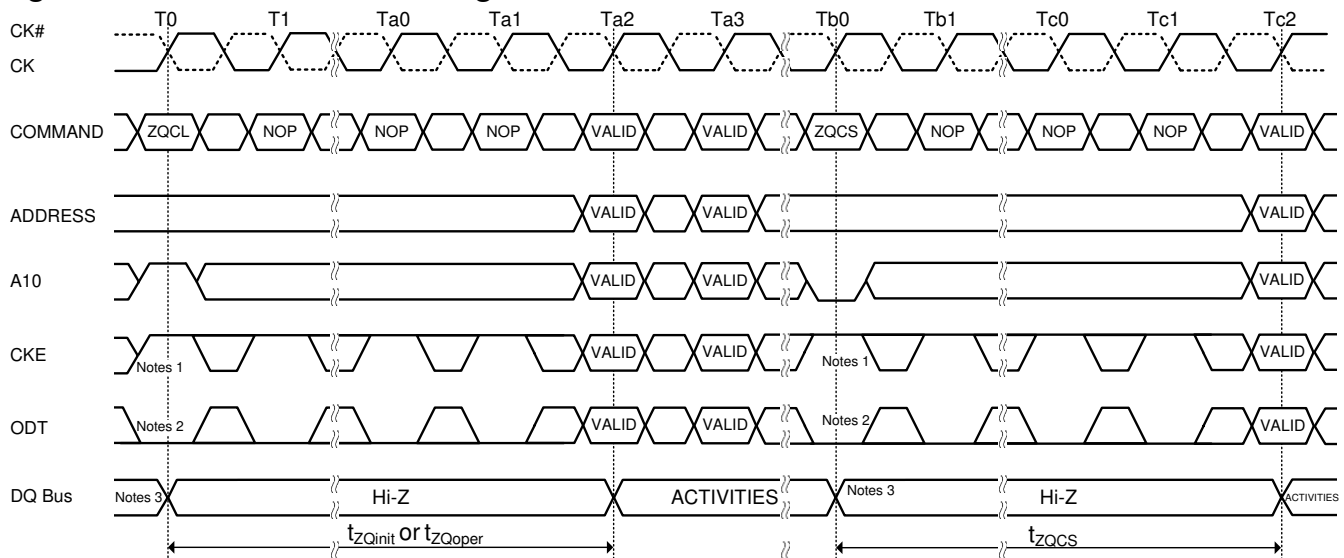 T0 T1 Ta0 Ta1 Ta2 Ta3 Tb0 Tb1 Tc0 Tc1 Tc2
CK#
CK
COMMAND ZQCL NOP NOP NOP VALID VALID ZQCS NOP NOP NOP VALID
ADDRESS VALID VALID VALID
A10 VALID VALID VALID
CKE Notes 1 VALID VALID Notes 1 VALID
ODT Notes 2 VALID VALID Notes 2 VALID
DQ Bus Notes 3 Hi-Z ACTIVITIES Notes 3 Hi-Z ACTIVITIES
tZQinit or tZQoper tZQCS